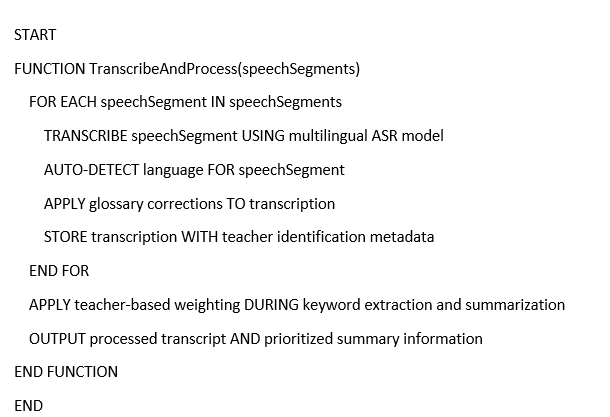 START
FUNCTION TranscribeAndProcess(speechSegments)
FOR EACH speechSegment IN speechSegments
TRANSCRIBE speechSegment USING multilingual ASR model
AUTO-DETECT language FOR speechSegment
APPLY glossary corrections TO transcription
STORE transcription WITH teacher identification metadata
END FOR
APPLY teacher-based weighting DURING keyword extraction and summarization
OUTPUT processed transcript AND prioritized summary information
END FUNCTION
END